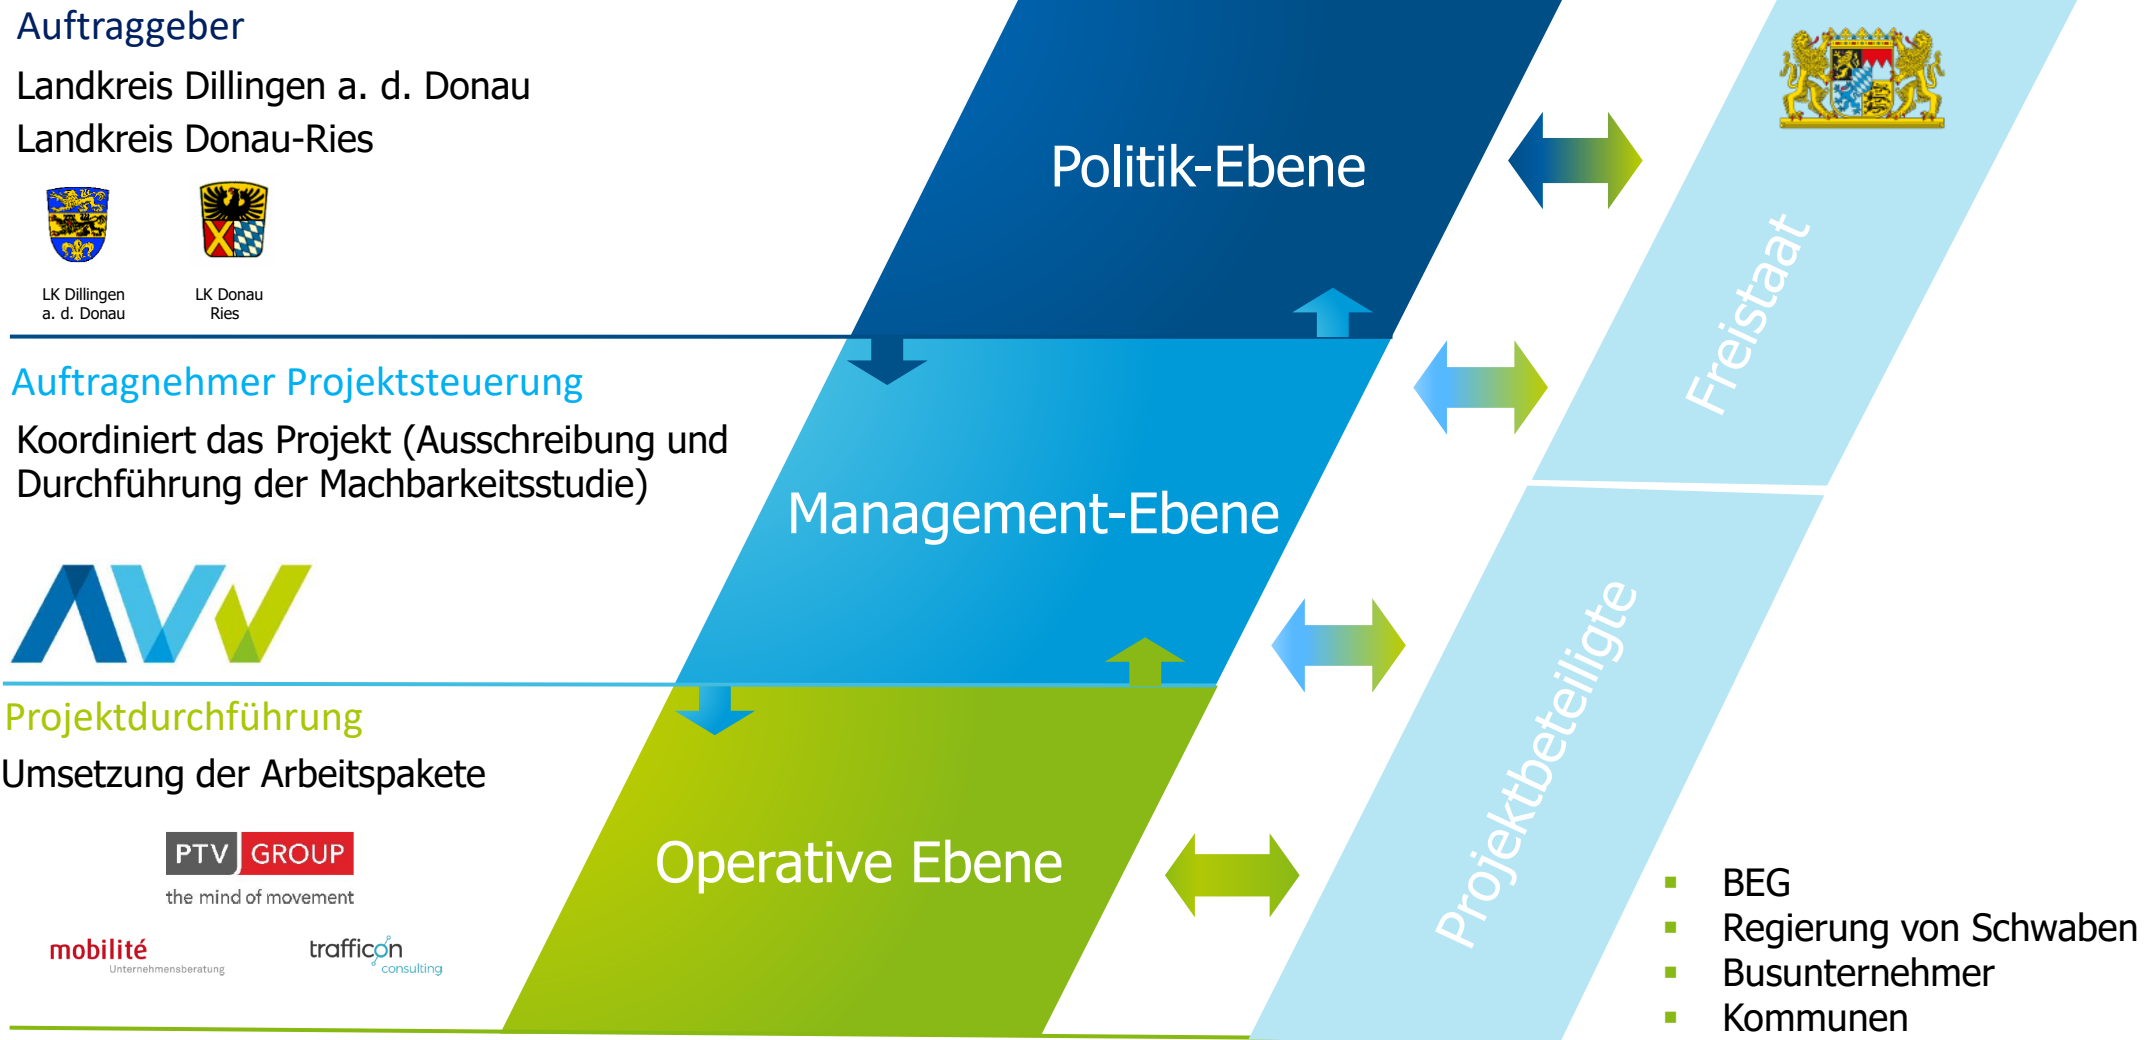 Auftraggeber
Landkreis Dillingen a. d. Donau
Landkreis Donau-Ries
LK Dillingen
a. d. Donau
LK Donau
Ries
Politik-Ebene
Freistaat
Auftragnehmer Projektsteuerung
Koordiniert das Projekt (Ausschreibung und
Durchführung der Machbarkeitsstudie)
Management-Ebene
AVV
Projektbeteiligte
Projektdurchführung
Umsetzung der Arbeitspakete
PTV GROUP
the mind of movement
mobilité
Unternehmensberatung
trafficon
consulting
Operative Ebene
▪ BEG
▪ Regierung von Schwaben
▪ Busunternehmer
▪ Kommunen